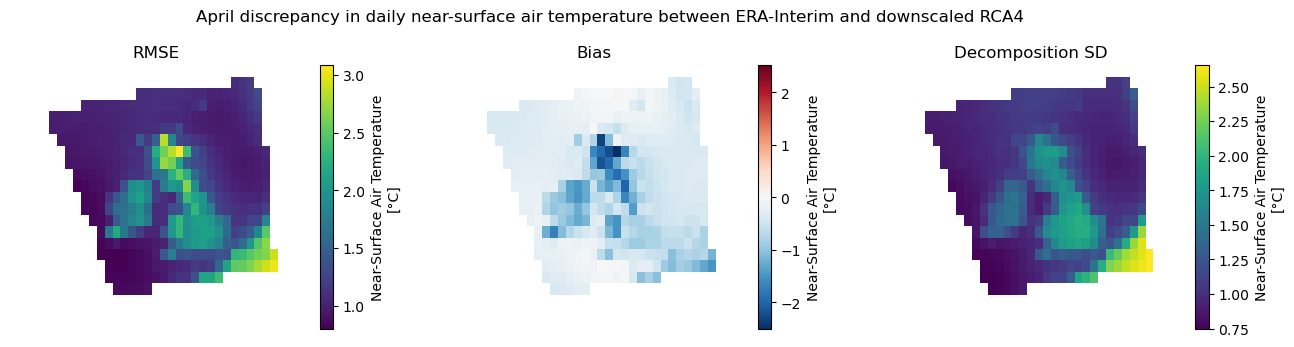 April discrepancy in daily near-surface air temperature between ERA-Interim and downscaled RCA4
RMSE
3.0
2.5
2.0
1.5
1.0
Near-Surface Air Temperature
[°C]
Bias
2
1
0
−1
−2
Near-Surface Air Temperature
[°C]
Decomposition SD
2.50
2.25
2.00
1.75
1.50
1.25
1.00
0.75
Near-Surface Air Temperature
[°C]